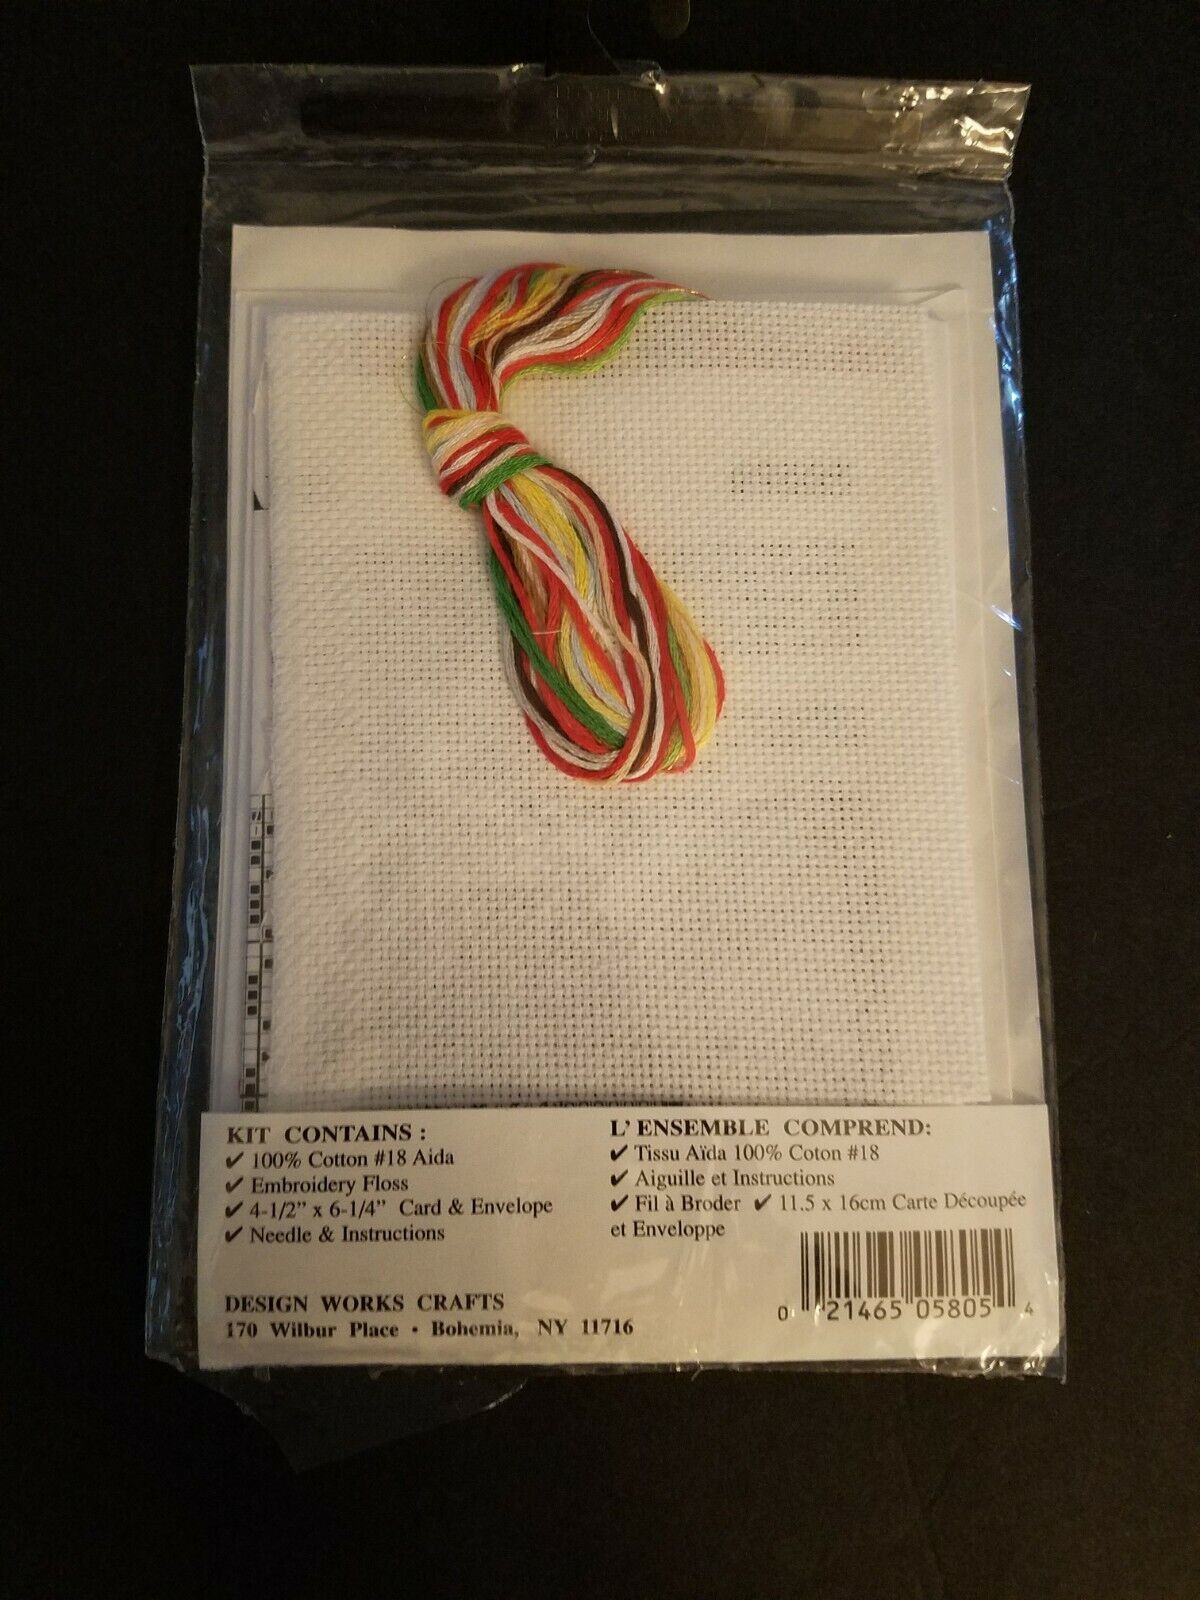 KIT CONTAINS :
✔ 100% Cotton #18 Aida
✔ Embroidery Floss
✔ 4-1/2” x 6-1/4” Card & Envelope
✔ Needle & Instructions
L’ ENSEMBLE COMPREND:
✔ Tissu Aïda 100% Coton #18
✔ Aiguille et Instructions
✔ Fil à Broder ✔ 11.5 x 16cm Carte Découpée
et Enveloppe
DESIGN WORKS CRAFTS
170 Wilbur Place • Bohemia, NY 11716
0 21465 05805 4